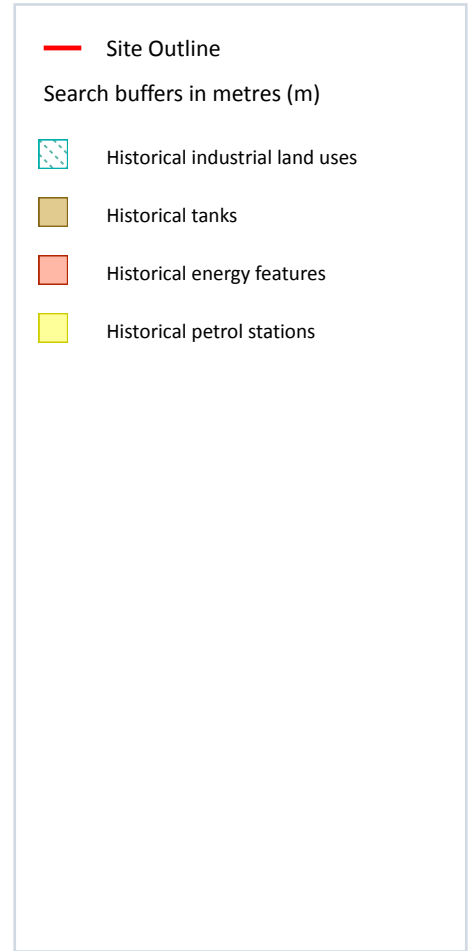 Site Outline
Search buffers in metres (m)
Historical industrial land uses
Historical tanks
Historical energy features
Historical petrol stations